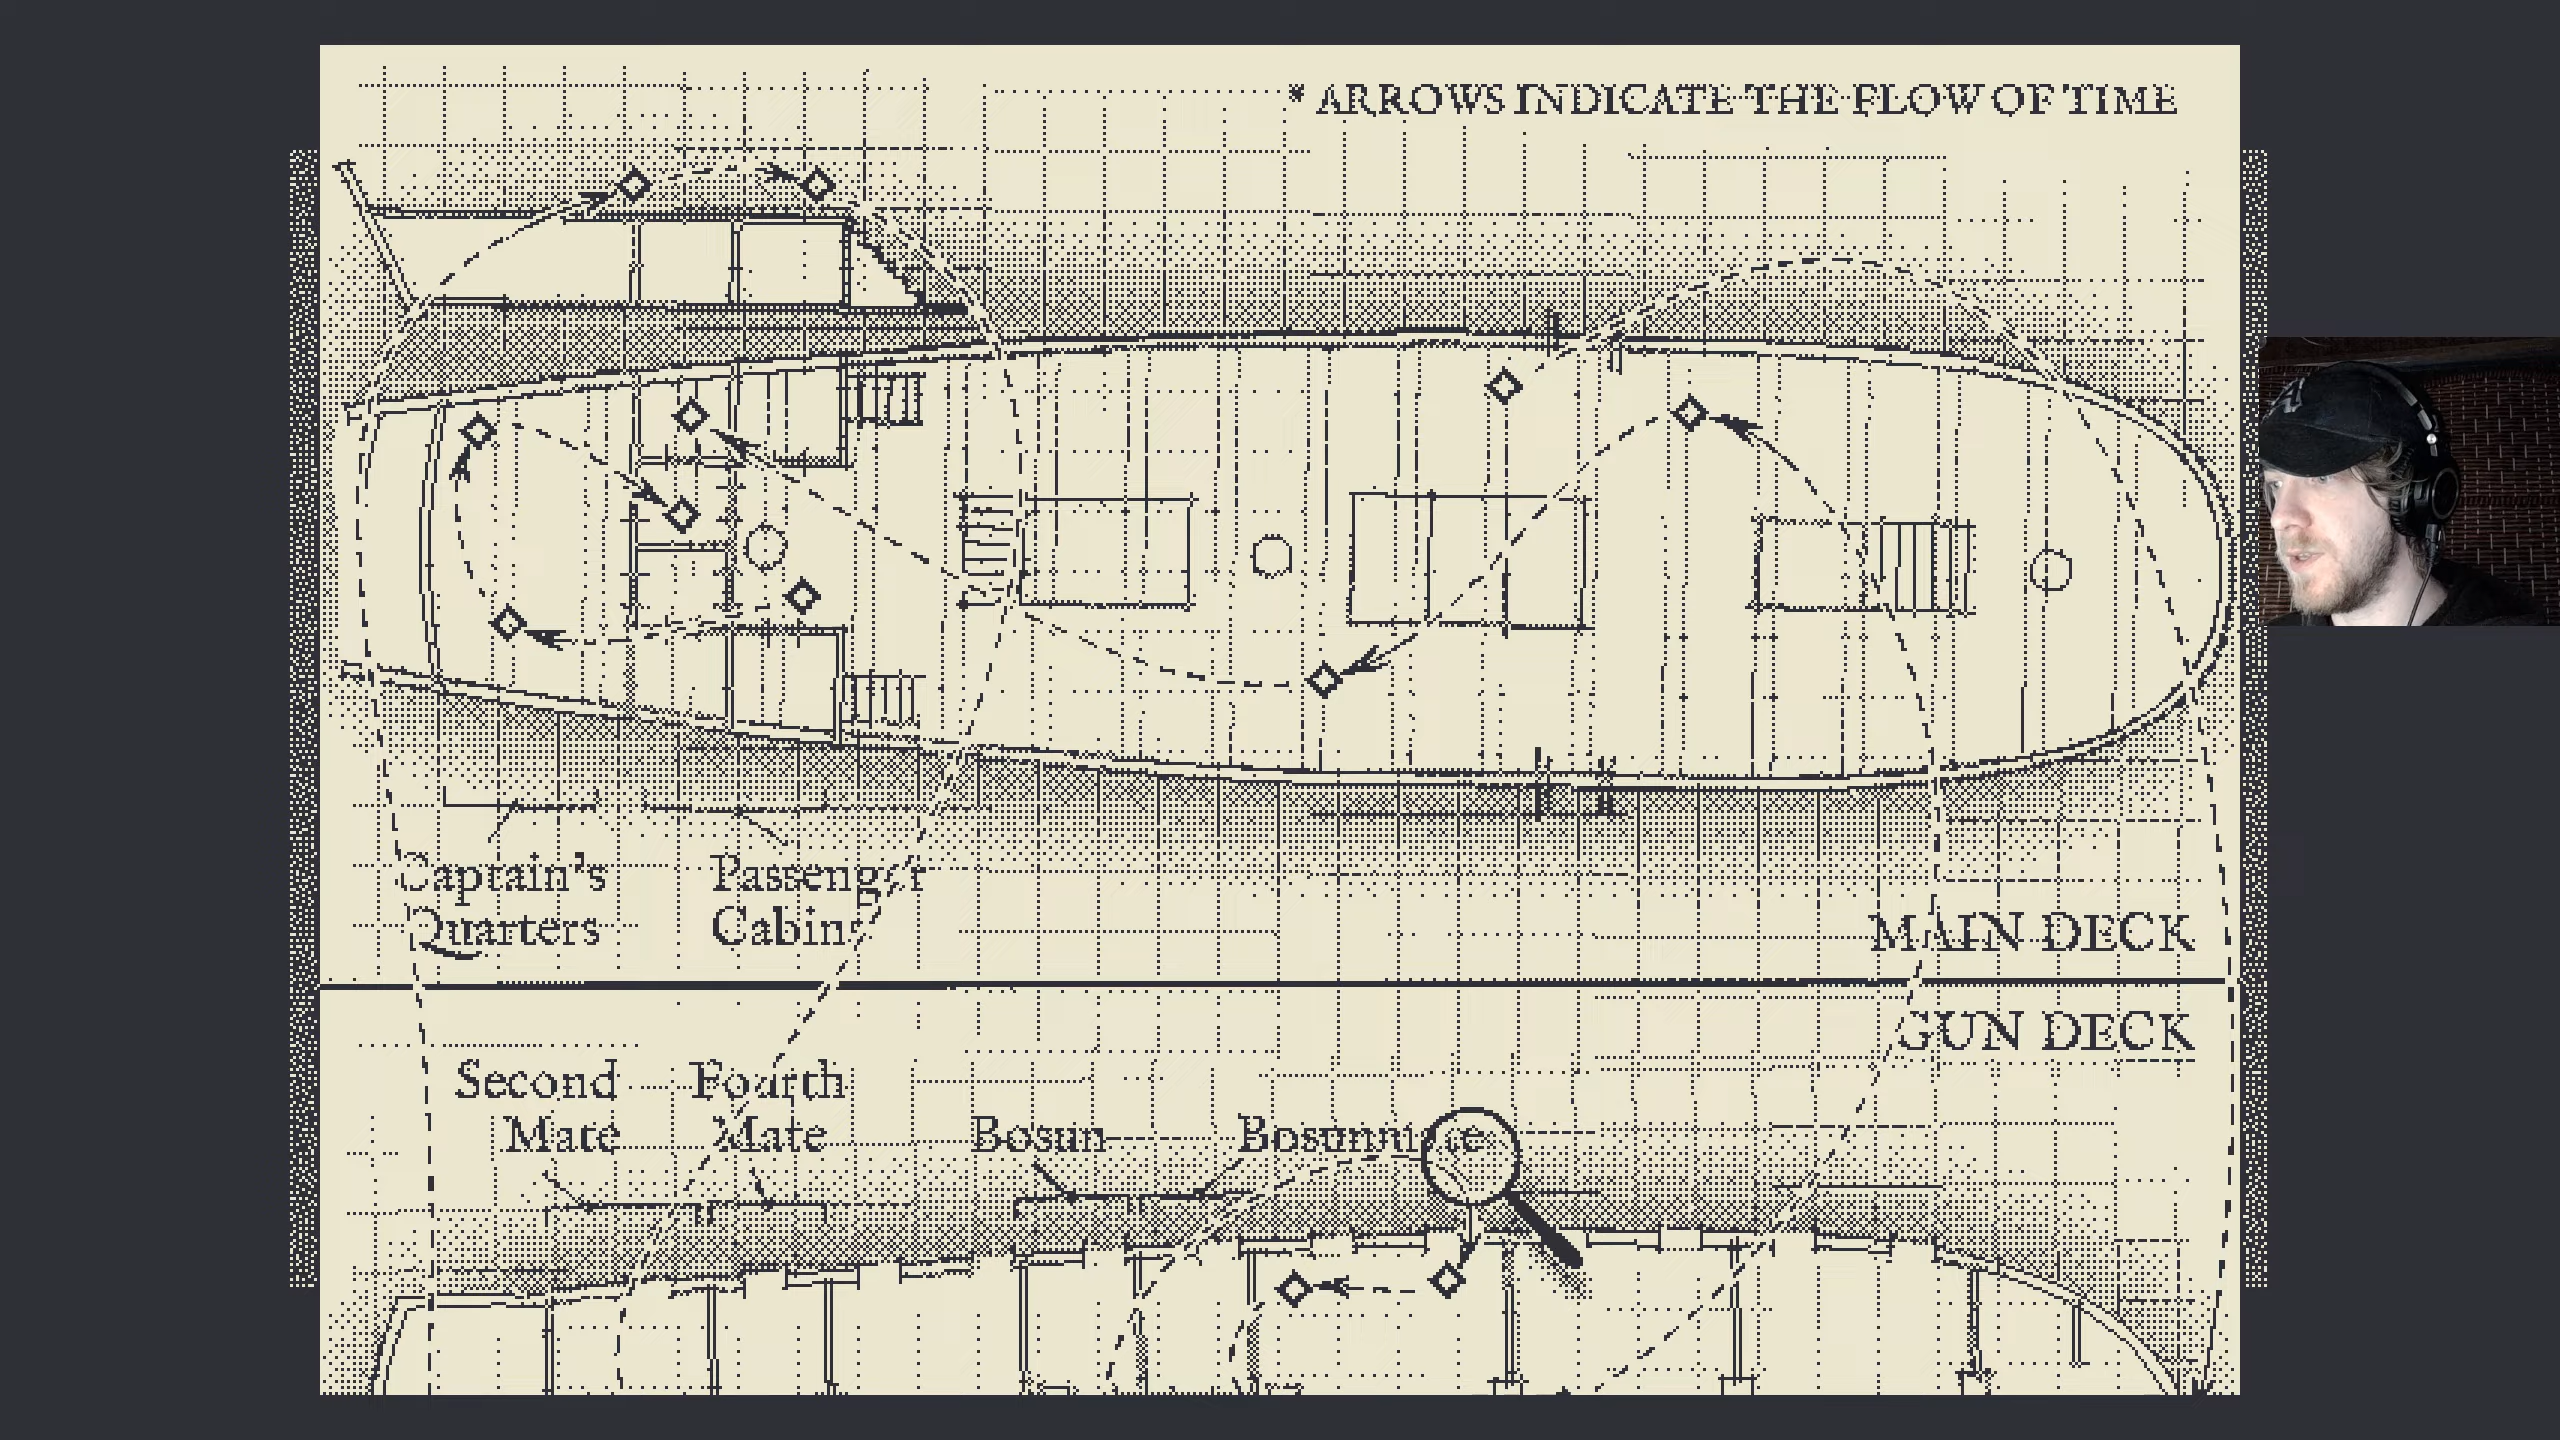 * ARROWS INDICATE THE FLOW OF TIME
Captain's
Quarters
Passenger
Cabins
MAIN DECK
GUN DECK
Second
Mate
Fourth
Mate
Bosun
Bosunmate